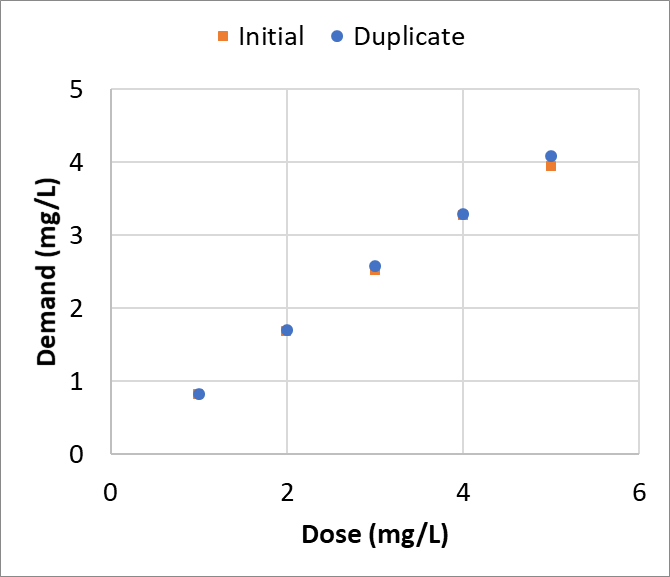 Initial Duplicate
5
4
3
2
1
0
Demand (mg/L)
0 2 4 6
Dose (mg/L)